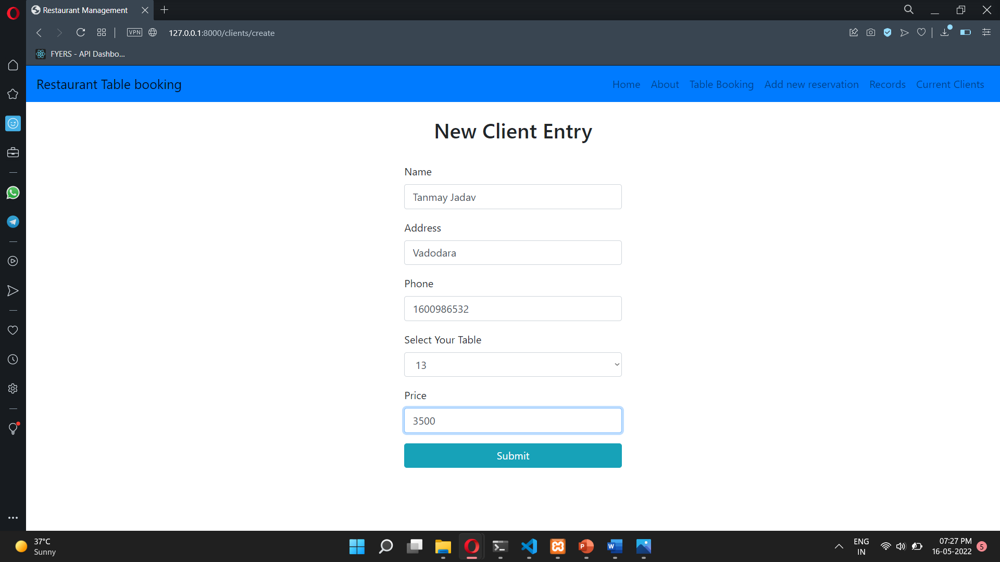 Restaurant Management
VPN
127.0.0.1:8000/clients/create
FYERS - API Dashbo...
Restaurant Table booking
Home About Table Booking Add new reservation Records Current Clients
New Client Entry
Name
Tanmay Jadav
Address
Vadodara
Phone
1600986532
Select Your Table
13
Price
3500
Submit
37°C
Sunny
P
W
ENG
IN
07:27 PM
16-05-2022
5